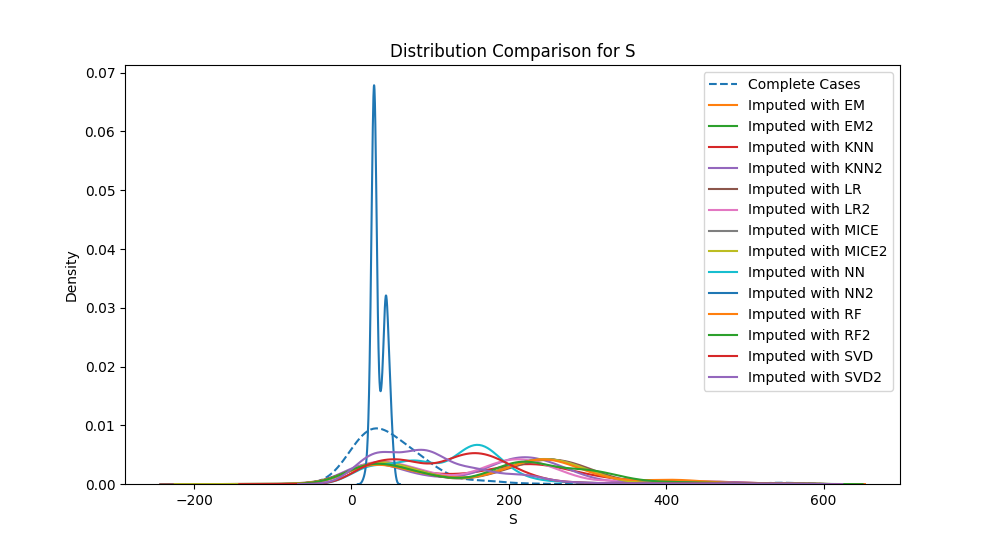 Distribution Comparison for S
0.07
0.06
0.05
0.04
0.03
0.02
0.01
0.00
Density
−200
0
200
400
600
S
Complete Cases
Imputed with EM
Imputed with EM2
Imputed with KNN
Imputed with KNN2
Imputed with LR
Imputed with LR2
Imputed with MICE
Imputed with MICE2
Imputed with NN
Imputed with NN2
Imputed with RF
Imputed with RF2
Imputed with SVD
Imputed with SVD2